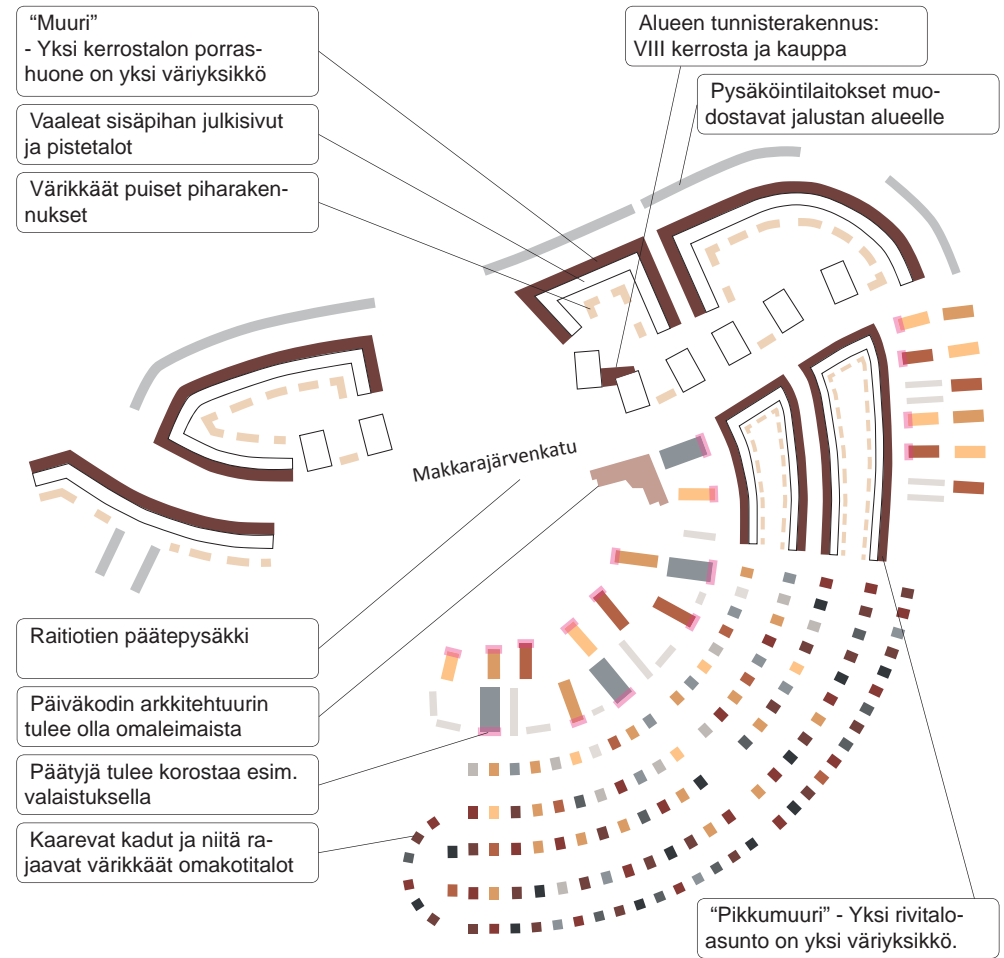 “Muuri”
- Yksi kerrostalon porras-
huone on yksi väriyksikkö
Vaaleat sisäpihan julkisivut
ja pistetalot
Värikkäät puiset piharaken-
nukset
Alueen tunnisterakennus:
VIII kerrosta ja kauppa
Pysäköintilaitokset muo-
dostavat jalustan alueelle
Makkarajärvenkatu
Raitiotien päätepysäkki
Päiväkodin arkkitehtuurin
tulee olla omaleimaista
Päätyjä tulee korostaa esim.
valaistuksella
Kaarevat kadut ja niitä ra-
jaavat värikkäät omakotitalot
“Pikkumuuri” - Yksi rivitalo-
asunto on yksi väriyksikkö.